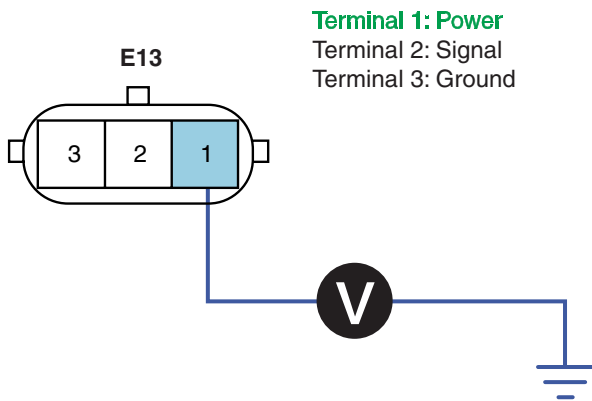 Terminal 1: Power
Terminal 2: Signal
Terminal 3: Ground
E13
3 2 1
V